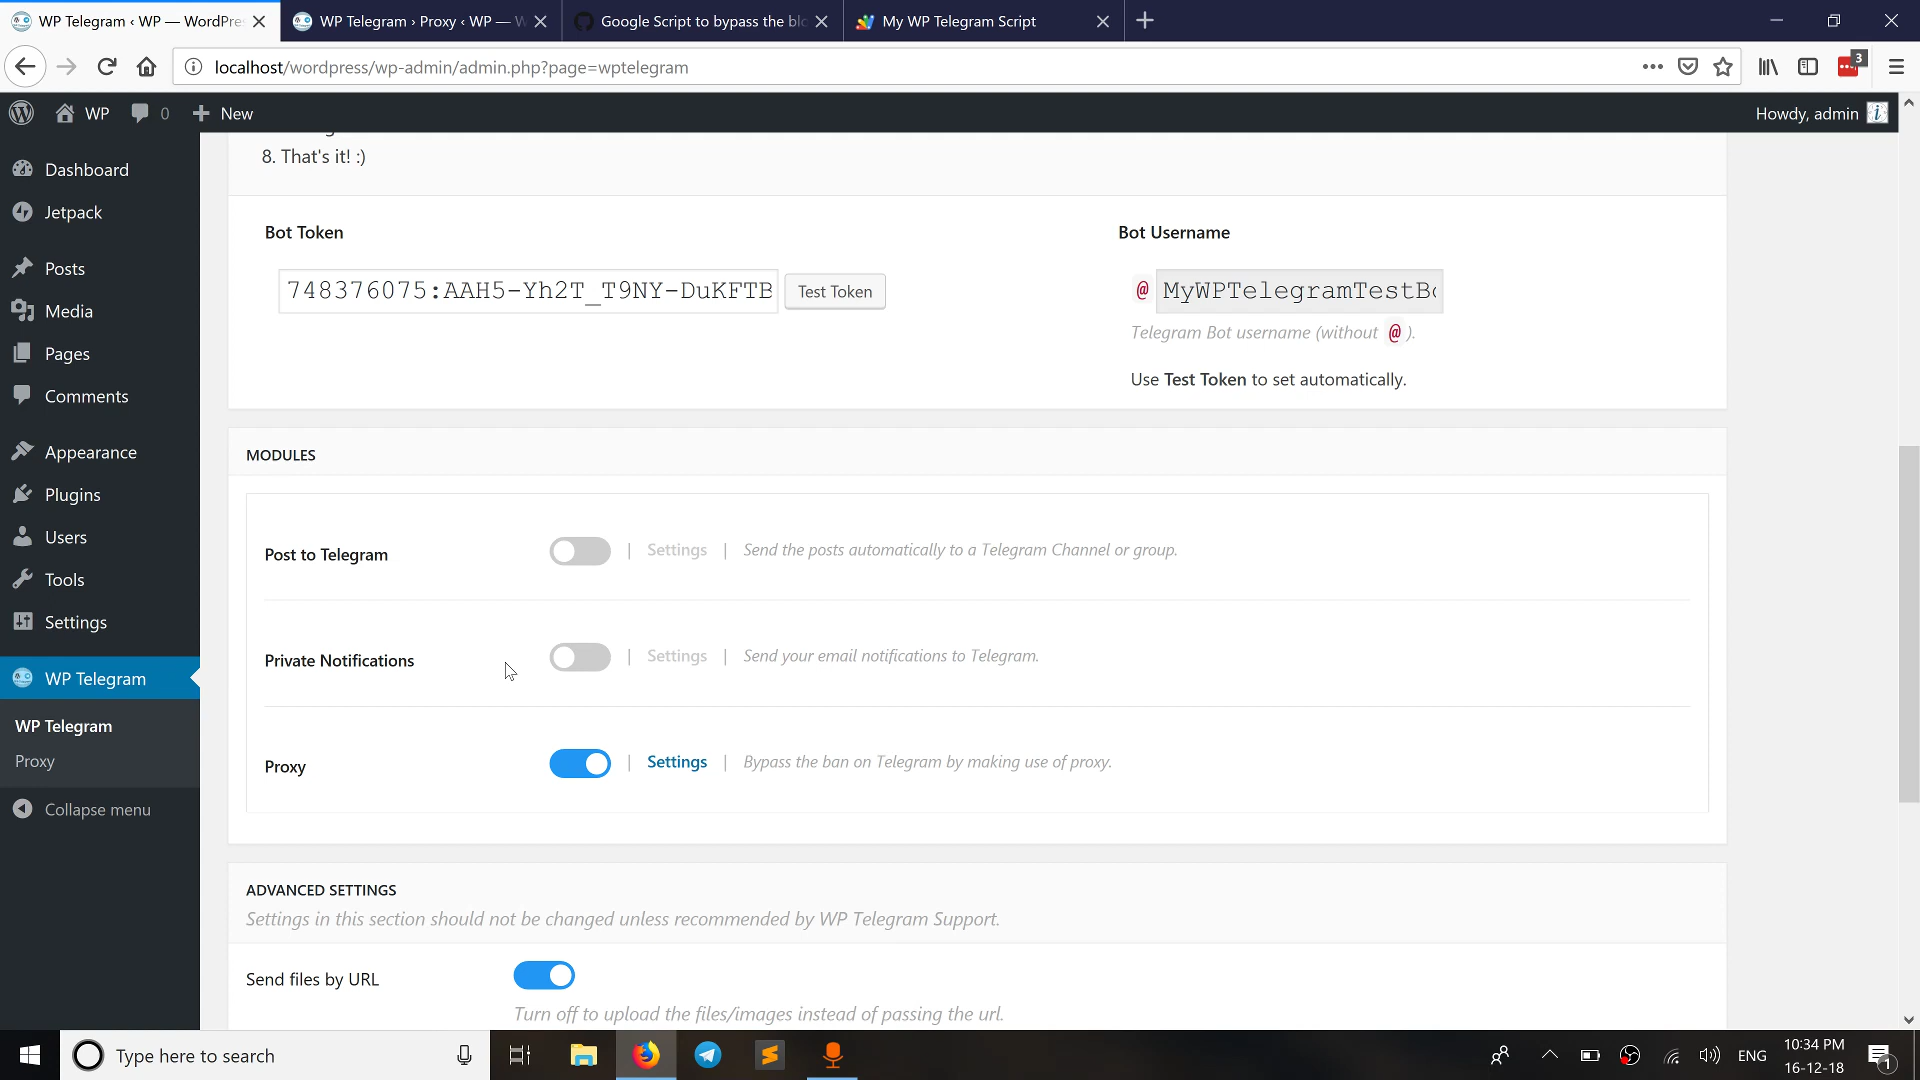 WP Telegram ‹ WP — WordPre
WP Telegram › Proxy ‹ WP — W
Google Script to bypass the blo
My WP Telegram Script
localhost/wordpress/wp-admin/admin.php?page=wptelegram
3
WP
0
New
Howdy, admin
Dashboard
Jetpack
Posts
Media
Pages
Comments
Appearance
Plugins
Users
Tools
Settings
WP Telegram
WP Telegram
Proxy
Collapse menu
8. That's it! :)
Bot Token
Bot Username
748376075:AAH5-Yh2T_T9NY-DuKFTB
Test Token
@ MyWPTelegramTestBo
Telegram Bot username (without @ ).
Use Test Token to set automatically.
MODULES
Post to Telegram | Settings | Send the posts automatically to a Telegram Channel or group.
Private Notifications | Settings | Send your email notifications to Telegram.
Proxy | Settings | Bypass the ban on Telegram by making use of proxy.
ADVANCED SETTINGS
Settings in this section should not be changed unless recommended by WP Telegram Support.
Send files by URL
Turn off to upload the files/images instead of passing the url.
Type here to search
ENG
10:34 PM
16-12-18
1